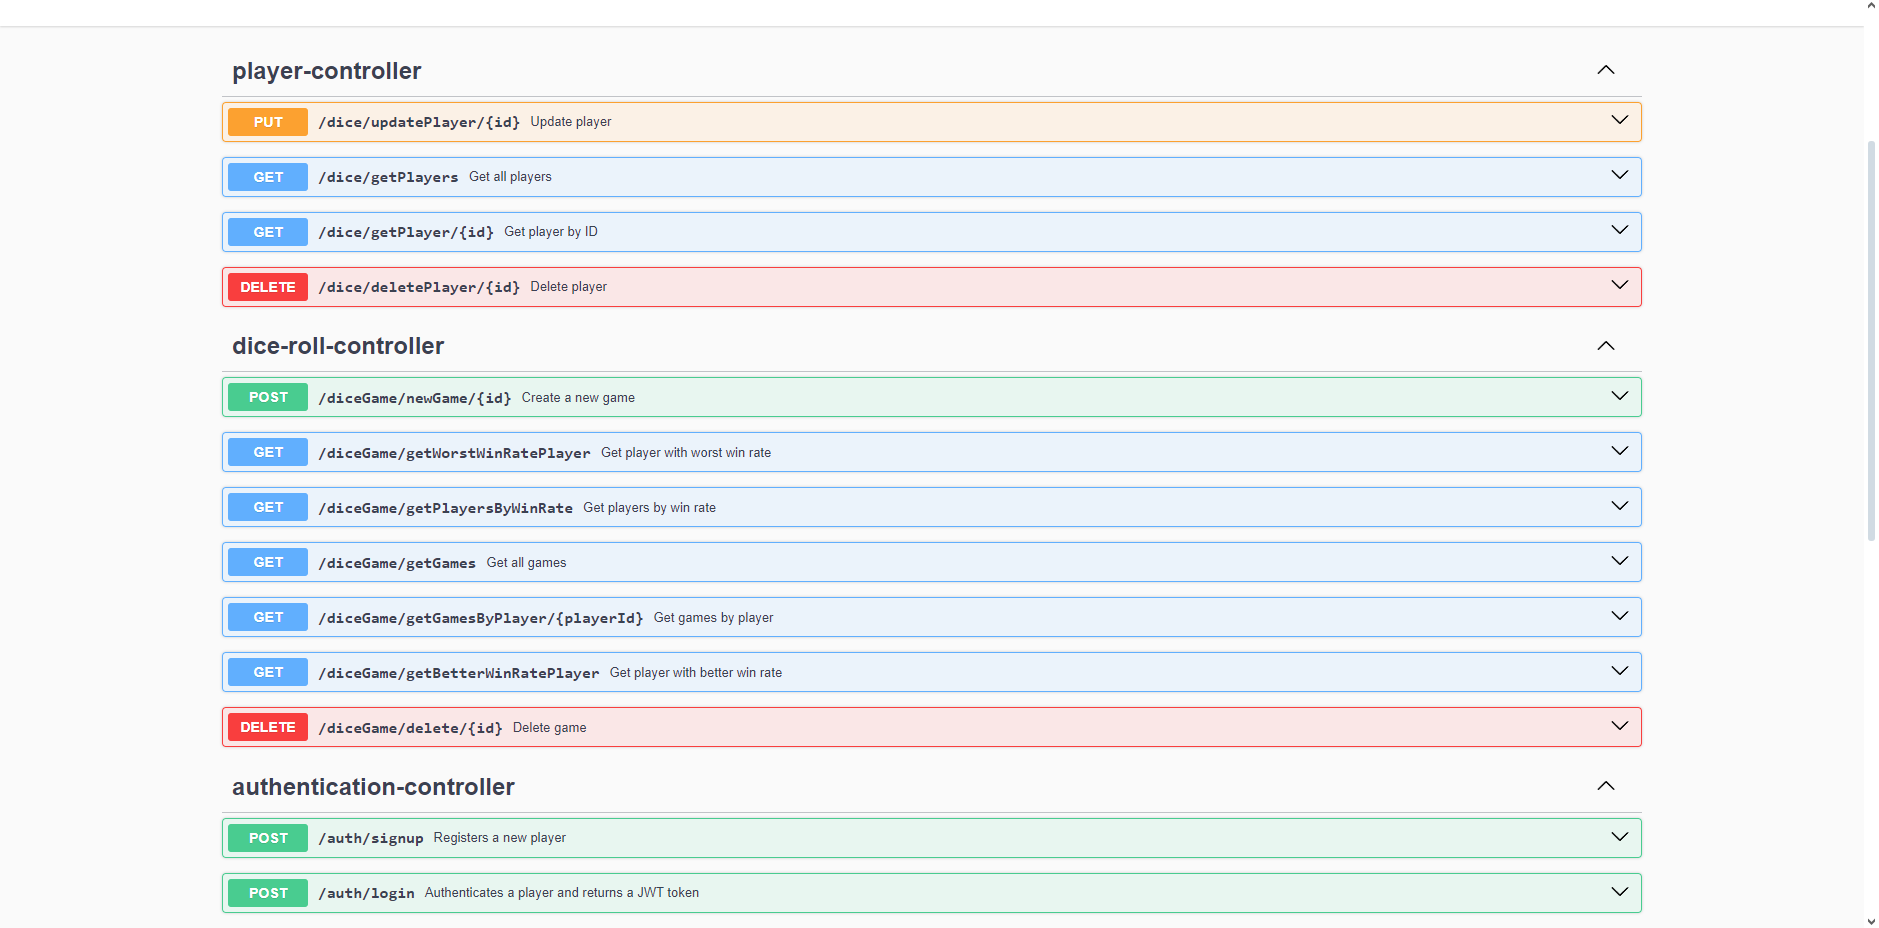 player-controller
PUT /dice/updatePlayer/{id} Update player
GET /dice/getPlayers Get all players
GET /dice/getPlayer/{id} Get player by ID
DELETE /dice/deletePlayer/{id} Delete player
dice-roll-controller
POST /diceGame/newGame/{id} Create a new game
GET /diceGame/getWorstWinRatePlayer Get player with worst win rate
GET /diceGame/getPlayersByWinRate Get players by win rate
GET /diceGame/getGames Get all games
GET /diceGame/getGamesByPlayer/{playerId} Get games by player
GET /diceGame/getBetterWinRatePlayer Get player with better win rate
DELETE /diceGame/delete/{id} Delete game
authentication-controller
POST /auth/signup Registers a new player
POST /auth/login Authenticates a player and returns a JWT token